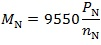 M_N = 9550 P_N / n_N